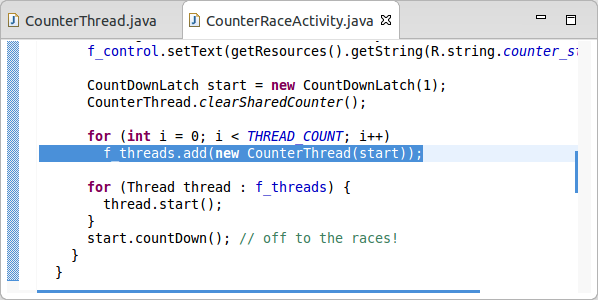 CounterThread.java
CounterRaceActivity.java
f_control.setText(getResources().getString(R.string.counter_st
CountDownLatch start = new CountDownLatch(1);
CounterThread.clearSharedCounter();
for (int i = 0; i < THREAD_COUNT; i++)
f_threads.add(new CounterThread(start));
for (Thread thread : f_threads) {
thread.start();
}
start.countDown(); // off to the races!
}
}